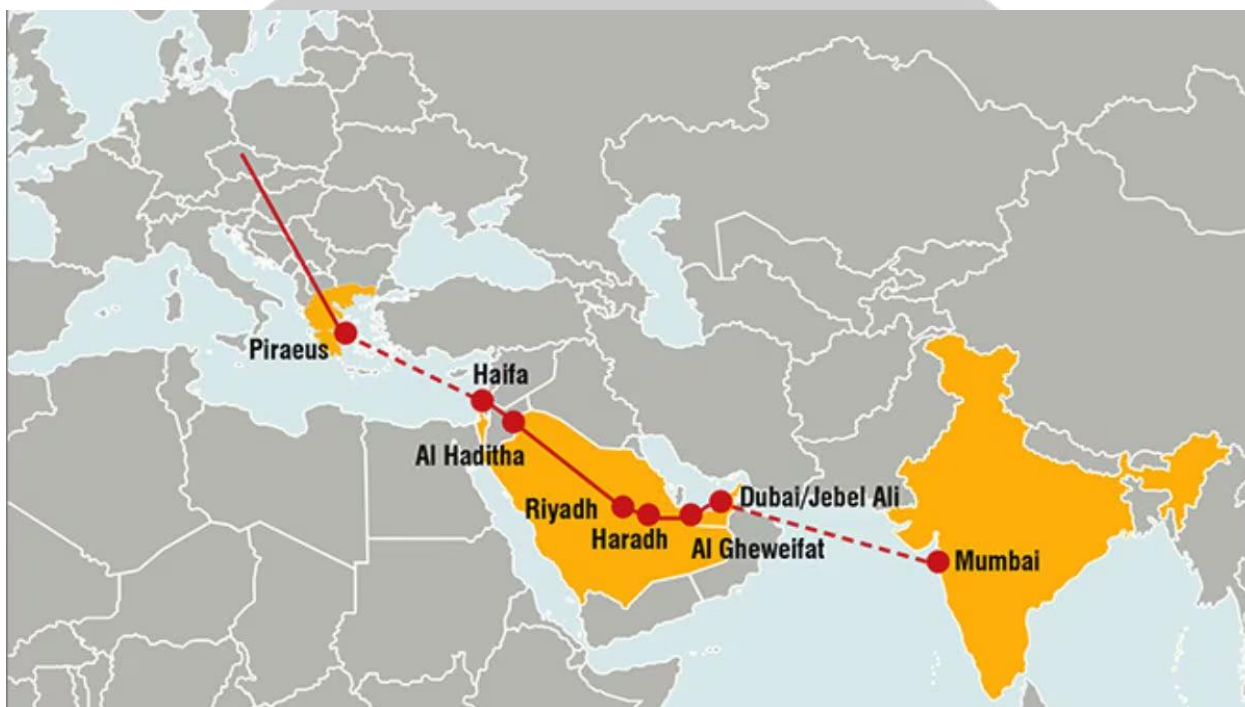 Piraeus
Haifa
Al Haditha
Riyadh
Haradh
Al Gheweifat
Dubai/Jebel Ali
Mumbai